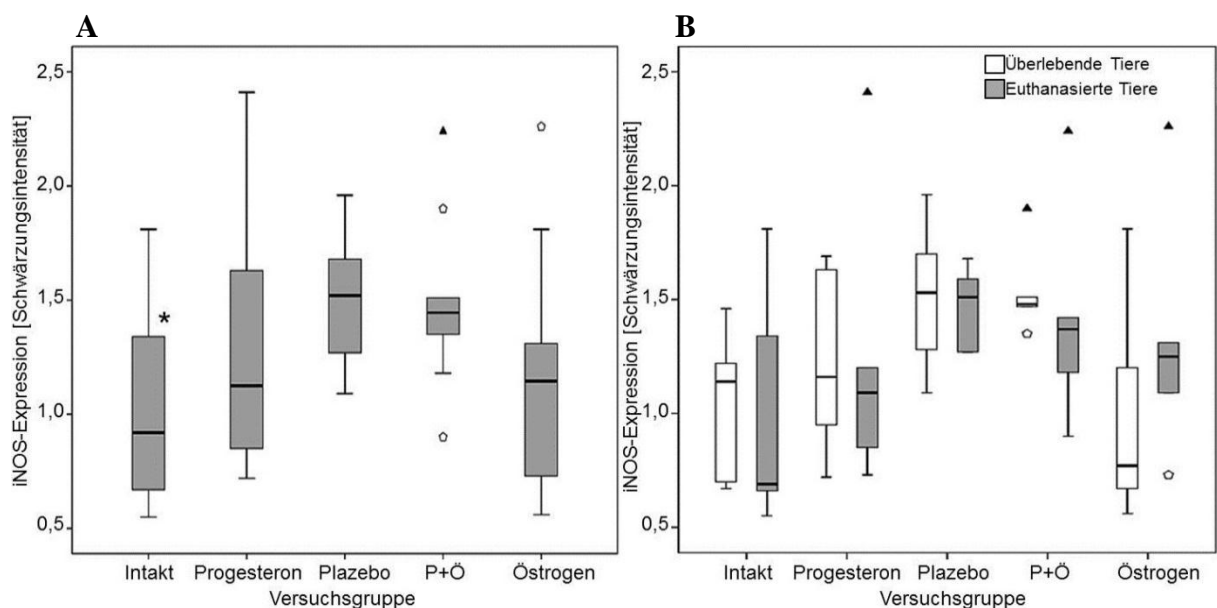 A
iNOS-Expression [Schwärzungsintensität]
2,5
2,0
1,5
1,0
0,5
*
Intakt Progesteron Plazebo P+Ö Östrogen
Versuchsgruppe
B
iNOS-Expression [Schwärzungsintensität]
2,5
2,0
1,5
1,0
0,5
Überlebende Tiere
Euthanasierte Tiere
Intakt Progesteron Plazebo P+Ö Östrogen
Versuchsgruppe